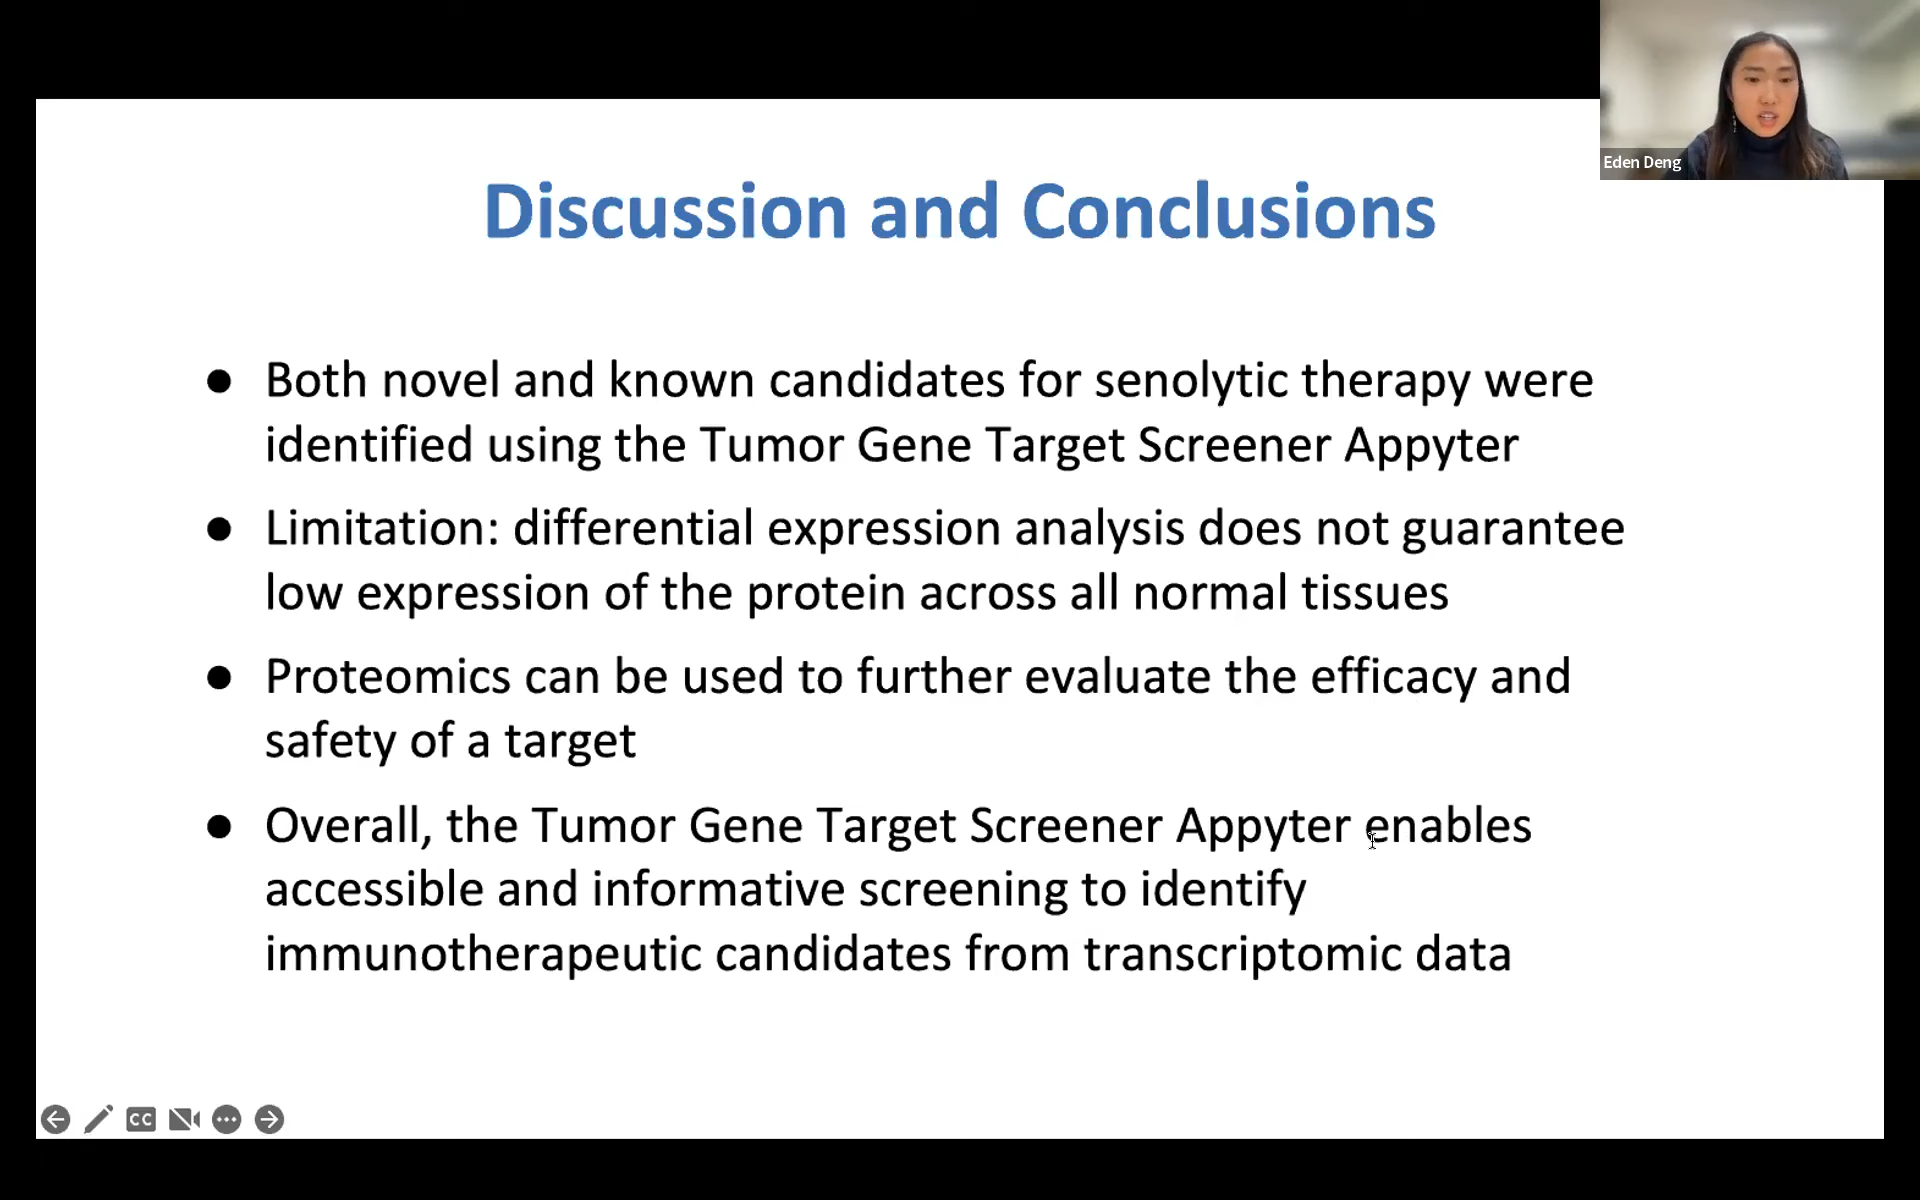 Eden Deng
Discussion and Conclusions
● Both novel and known candidates for senolytic therapy were
identified using the Tumor Gene Target Screener Appyter
● Limitation: differential expression analysis does not guarantee
low expression of the protein across all normal tissues
● Proteomics can be used to further evaluate the efficacy and
safety of a target
● Overall, the Tumor Gene Target Screener Appyter enables
accessible and informative screening to identify
immunotherapeutic candidates from transcriptomic data
CC